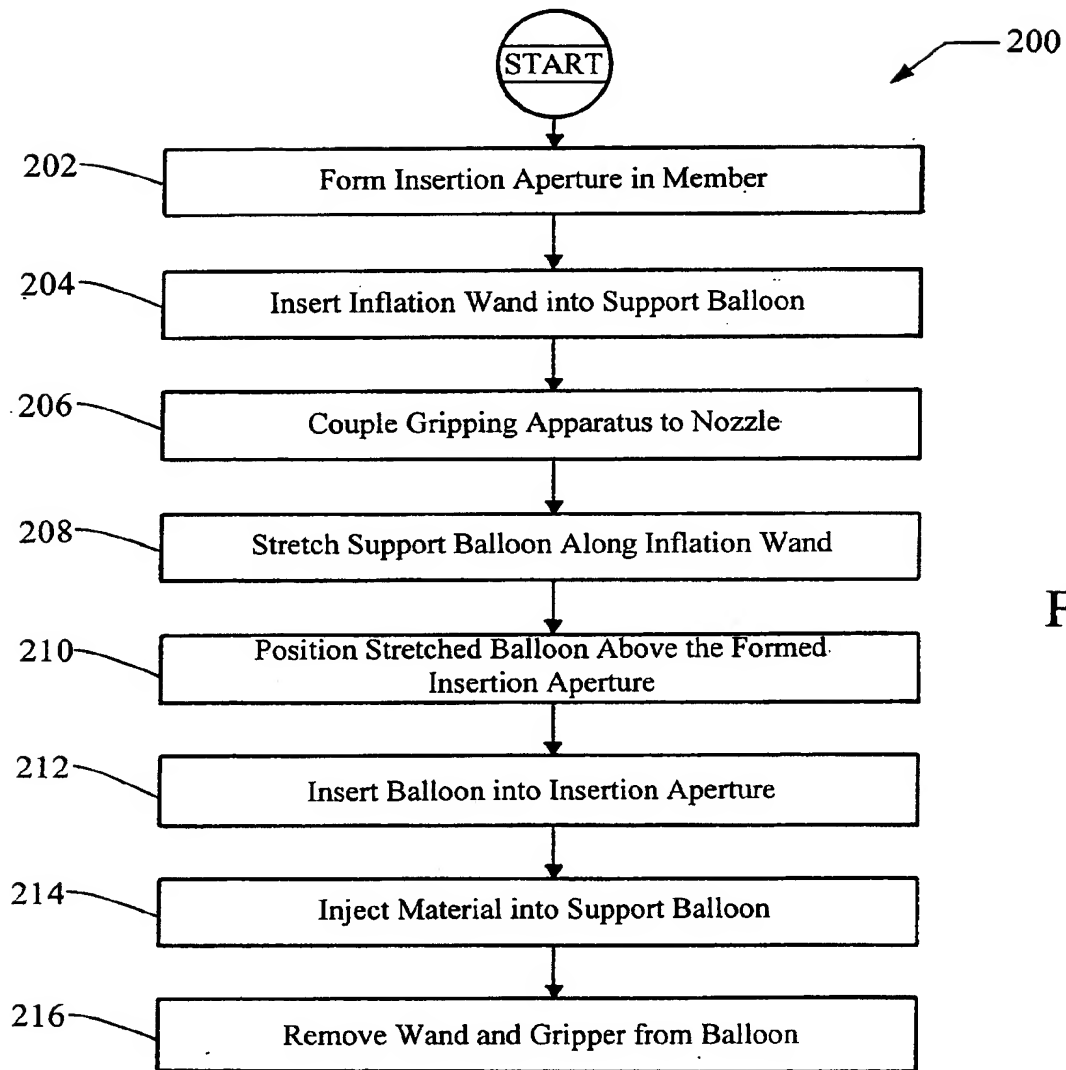 START
200
202
Form Insertion Aperture in Member
204
Insert Inflation Wand into Support Balloon
206
Couple Gripping Apparatus to Nozzle
208
Stretch Support Balloon Along Inflation Wand
F
210
Position Stretched Balloon Above the Formed
Insertion Aperture
212
Insert Balloon into Insertion Aperture
214
Inject Material into Support Balloon
216
Remove Wand and Gripper from Balloon